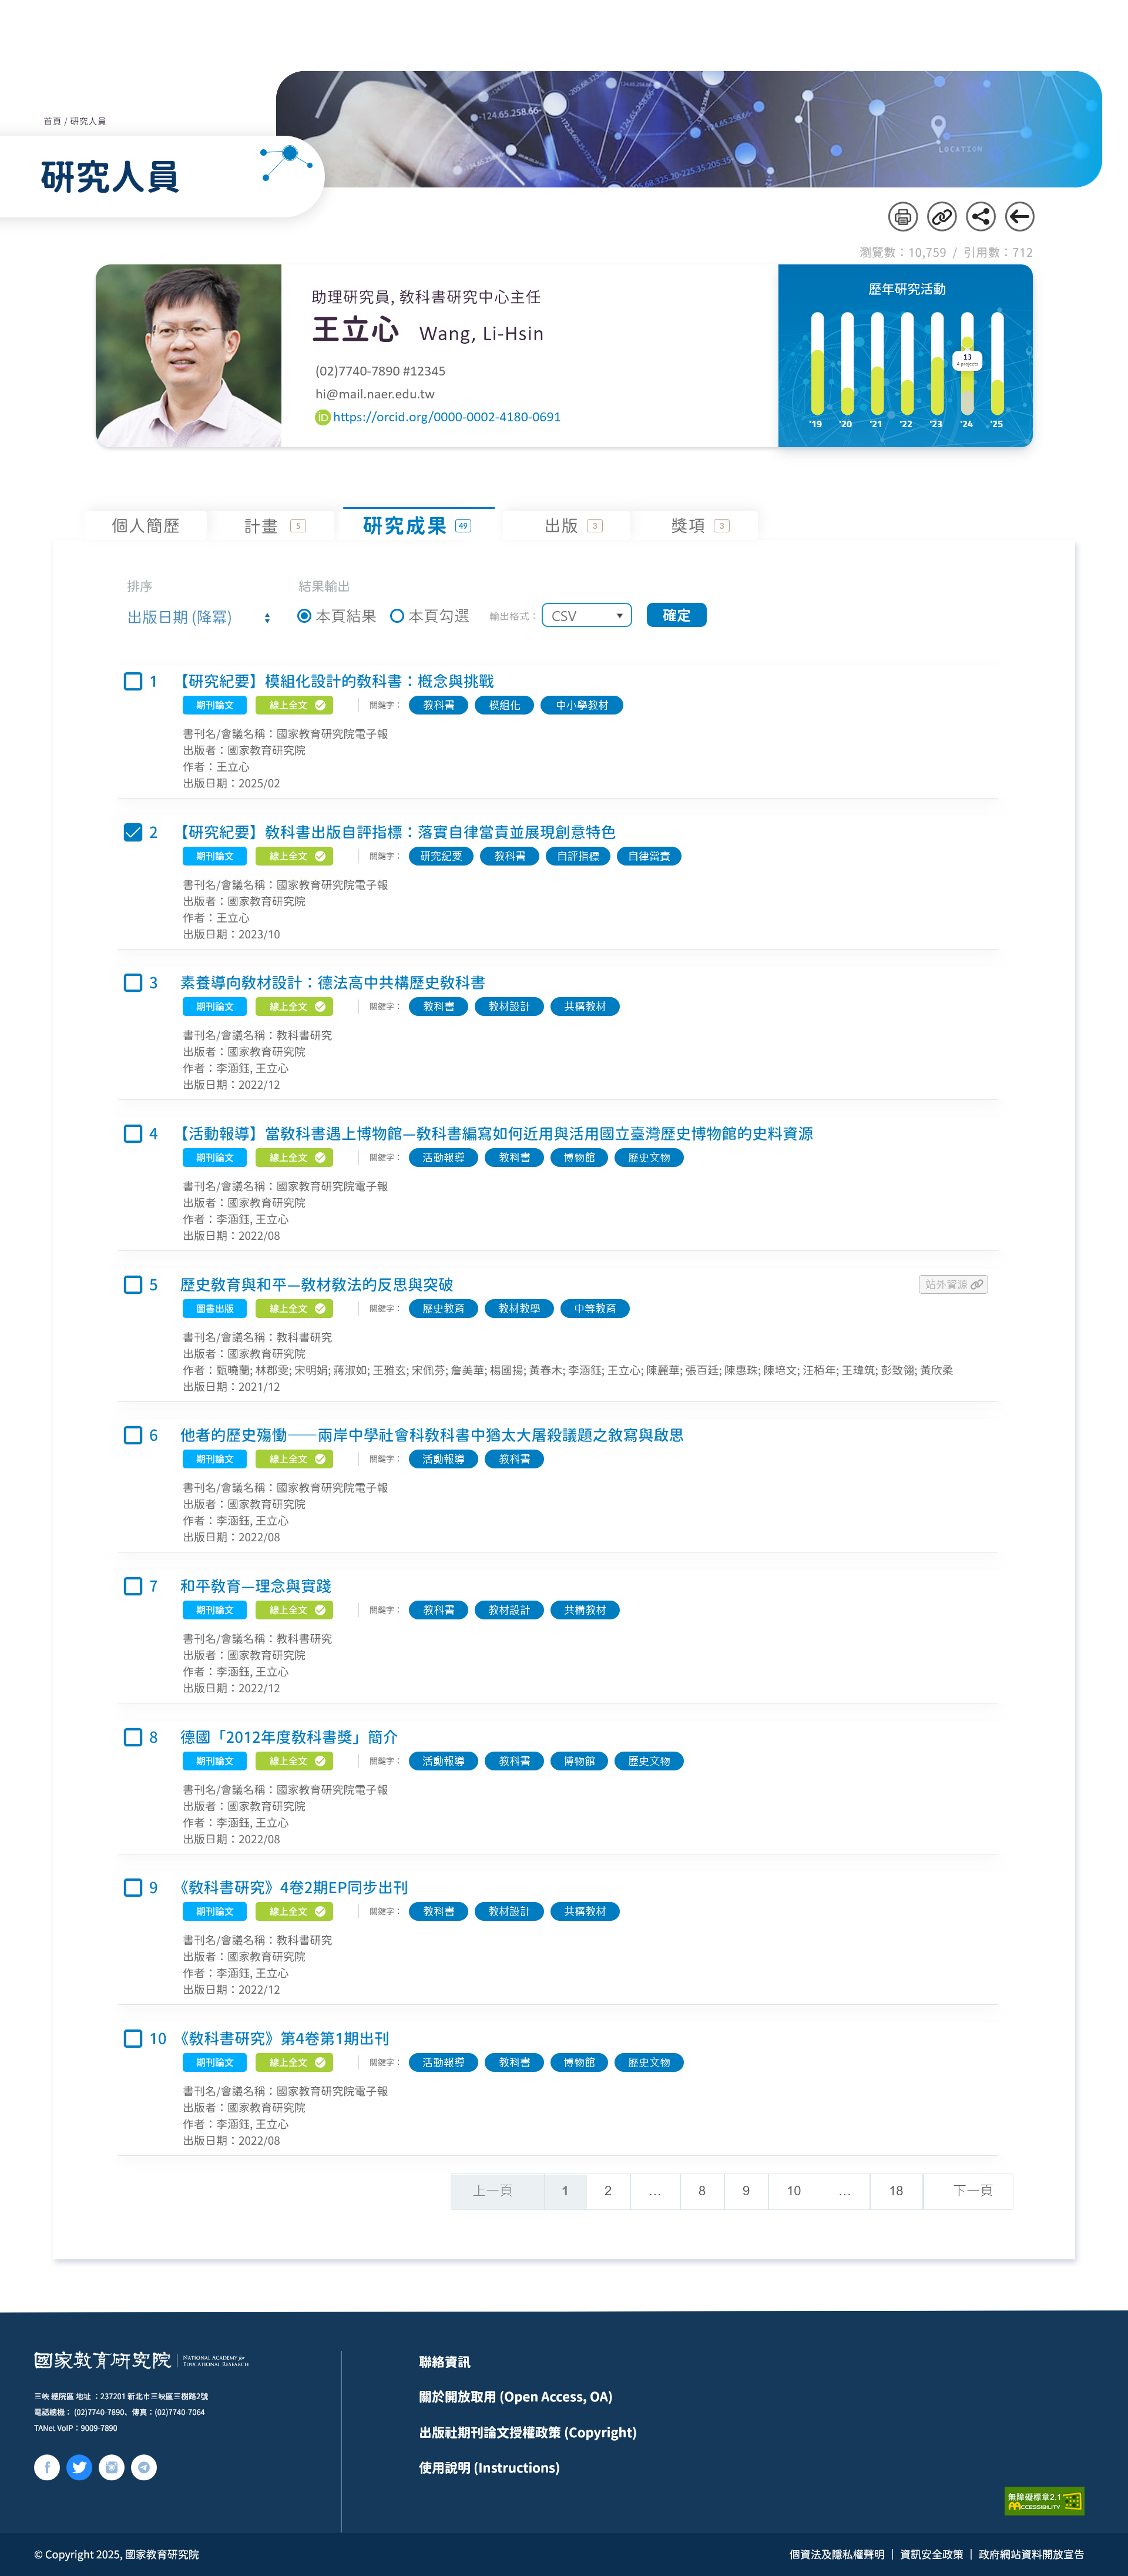 首頁 / 研究人員
研究人員
LOCATION
瀏覽數：10,759 / 引用數：712
助理研究員, 教科書研究中心主任
王立心 Wang, Li-Hsin
(02)7740-7890 #12345
hi@mail.naer.edu.tw
iD https://orcid.org/0000-0002-4180-0691
歷年研究活動
13
4 projects
'19 '20 '21 '22 '23 '24 '25
個人簡歷 計畫 5 研究成果 49 出版 3 獎項 3
排序 結果輸出
出版日期 (降冪) 本頁結果 本頁勾選 輸出格式： CSV 確定
1 【研究紀要】模組化設計的教科書：概念與挑戰
期刊論文 線上全文 關鍵字： 教科書 模組化 中小學教材
書刊名/會議名稱：國家教育研究院電子報
出版者：國家教育研究院
作者：王立心
出版日期：2025/02
2 【研究紀要】教科書出版自評指標：落實自律當責並展現創意特色
期刊論文 線上全文 關鍵字： 研究紀要 教科書 自評指標 自律當責
書刊名/會議名稱：國家教育研究院電子報
出版者：國家教育研究院
作者：王立心
出版日期：2023/10
3 素養導向教材設計：德法高中共構歷史教科書
期刊論文 線上全文 關鍵字： 教科書 教材設計 共構教材
書刊名/會議名稱：教科書研究
出版者：國家教育研究院
作者：李涵鈺, 王立心
出版日期：2022/12
4 【活動報導】當教科書遇上博物館—教科書編寫如何近用與活用國立臺灣歷史博物館的史料資源
期刊論文 線上全文 關鍵字： 活動報導 教科書 博物館 歷史文物
書刊名/會議名稱：國家教育研究院電子報
出版者：國家教育研究院
作者：李涵鈺, 王立心
出版日期：2022/08
5 歷史教育與和平—教材教法的反思與突破 站外資源
圖書出版 線上全文 關鍵字： 歷史教育 教材教學 中等教育
書刊名/會議名稱：教科書研究
出版者：國家教育研究院
作者：甄曉蘭; 林郡雯; 宋明娟; 蔣淑如; 王雅玄; 宋佩芬; 詹美華; 楊國揚; 黃春木; 李涵鈺; 王立心; 陳麗華; 張百廷; 陳惠珠; 陳培文; 汪栢年; 王瑋筑; 彭致翎; 黃欣柔
出版日期：2021/12
6 他者的歷史殤慟──兩岸中學社會科教科書中猶太大屠殺議題之敘寫與啟思
期刊論文 線上全文 關鍵字： 活動報導 教科書
書刊名/會議名稱：國家教育研究院電子報
出版者：國家教育研究院
作者：李涵鈺, 王立心
出版日期：2022/08
7 和平教育—理念與實踐
期刊論文 線上全文 關鍵字： 教科書 教材設計 共構教材
書刊名/會議名稱：教科書研究
出版者：國家教育研究院
作者：李涵鈺, 王立心
出版日期：2022/12
8 德國「2012年度教科書獎」簡介
期刊論文 線上全文 關鍵字： 活動報導 教科書 博物館 歷史文物
書刊名/會議名稱：國家教育研究院電子報
出版者：國家教育研究院
作者：李涵鈺, 王立心
出版日期：2022/08
9 《教科書研究》4卷2期EP同步出刊
期刊論文 線上全文 關鍵字： 教科書 教材設計 共構教材
書刊名/會議名稱：教科書研究
出版者：國家教育研究院
作者：李涵鈺, 王立心
出版日期：2022/12
10 《教科書研究》第4卷第1期出刊
期刊論文 線上全文 關鍵字： 活動報導 教科書 博物館 歷史文物
書刊名/會議名稱：國家教育研究院電子報
出版者：國家教育研究院
作者：李涵鈺, 王立心
出版日期：2022/08
上一頁 1 2 … 8 9 10 … 18 下一頁
國家教育研究院 NATIONAL ACADEMY for
EDUCATIONAL RESEARCH
三峽 總院區 地址 ：237201 新北市三峽區三樹路2號
電話總機： (02)7740-7890、傳真：(02)7740-7064
TANet VoIP：9009-7890
聯絡資訊
關於開放取用 (Open Access, OA)
出版社期刊論文授權政策 (Copyright)
使用說明 (Instructions)
無障礙標章2.1
ACCESSIBILITY
© Copyright 2025, 國家教育研究院
個資法及隱私權聲明 | 資訊安全政策 | 政府網站資料開放宣告